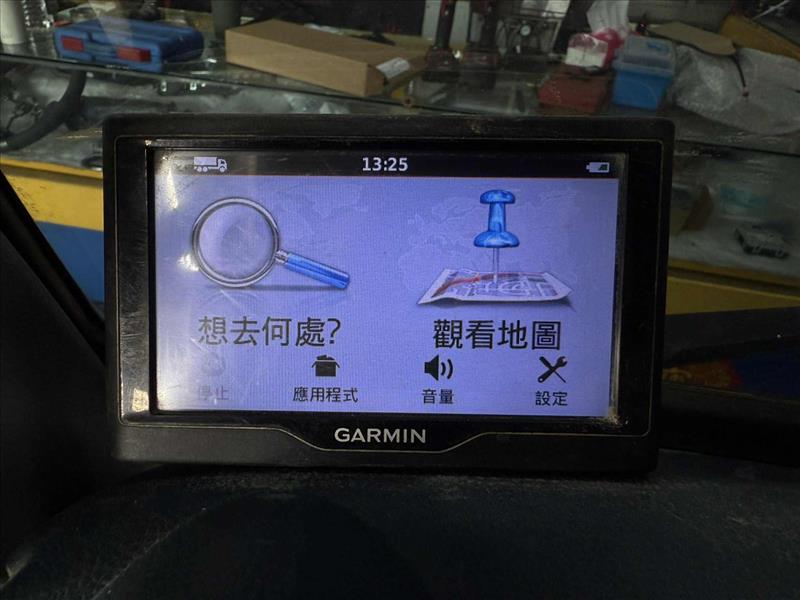 13:25
想去何處?
觀看地圖
停止
應用程式
音量
設定
GARMIN